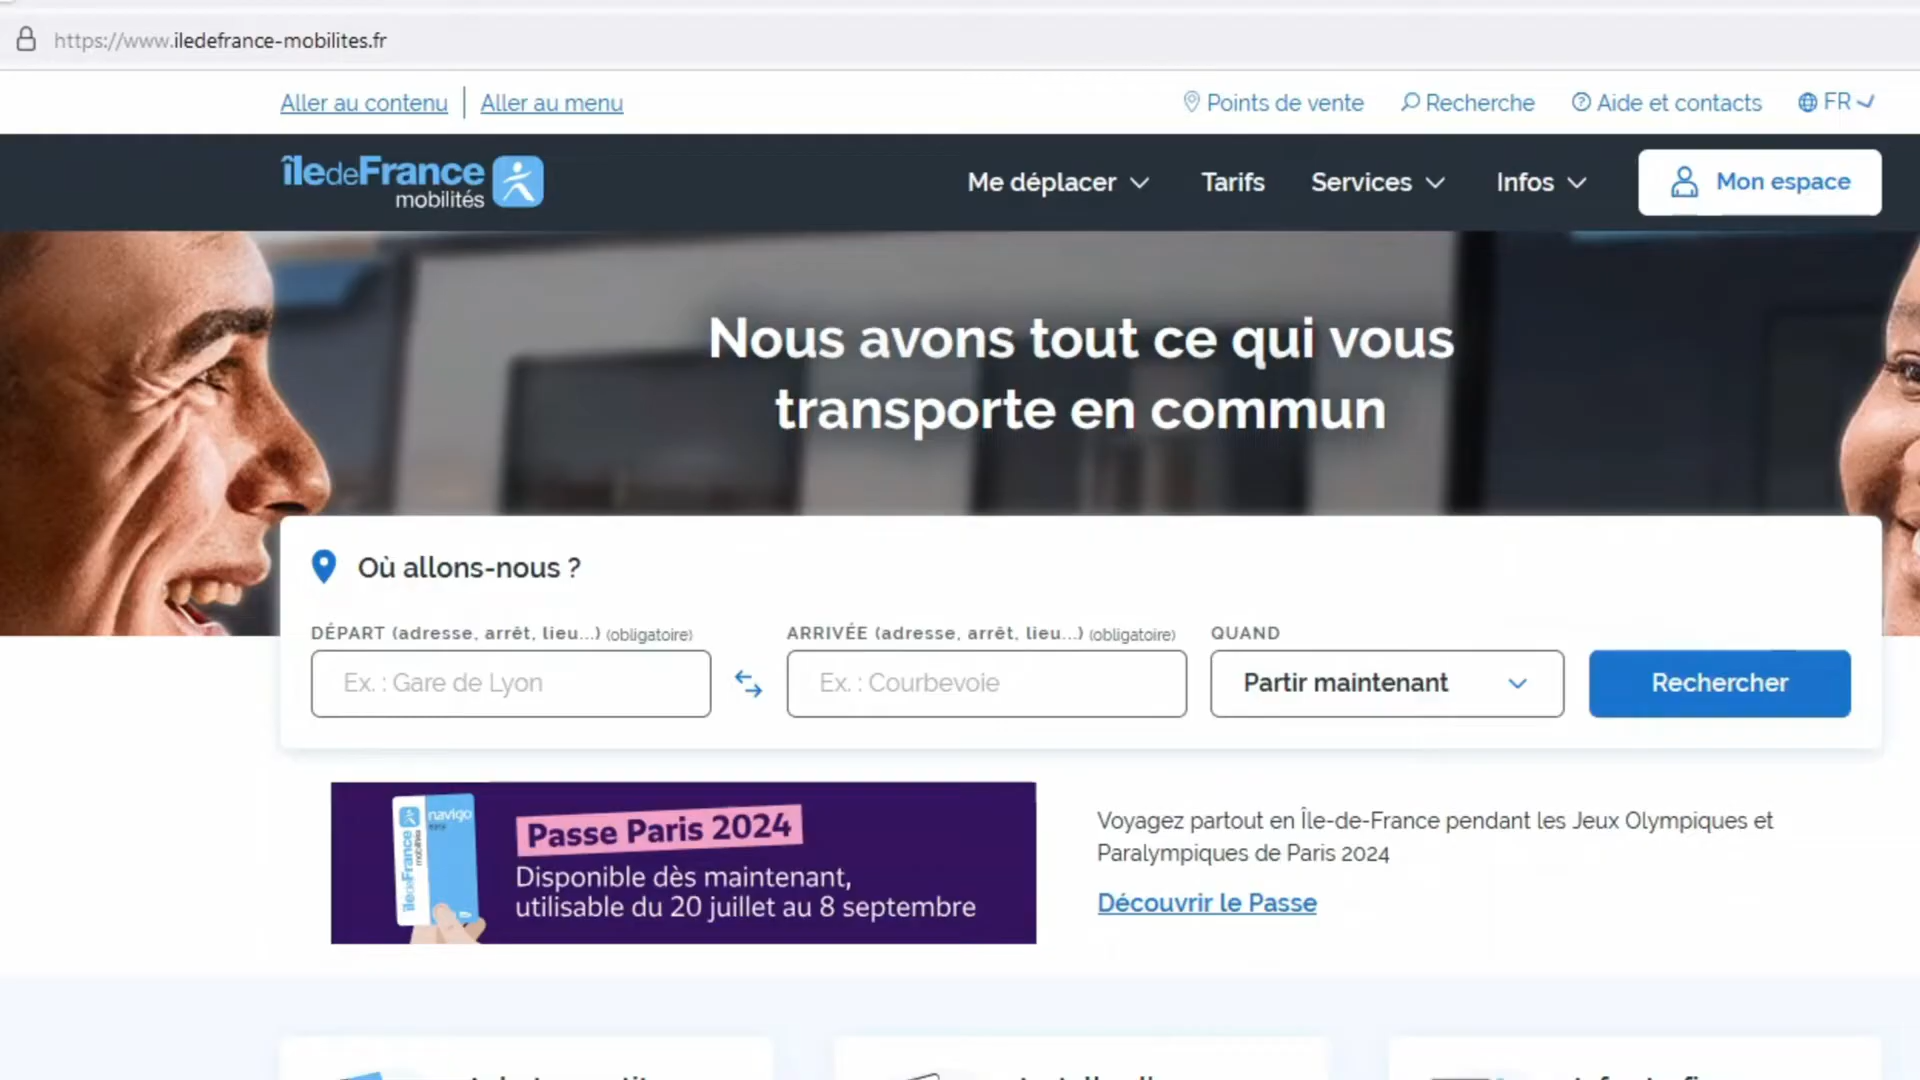 https://www.iledefrance-mobilites.fr
Aller au contenu
Aller au menu
Points de vente
Recherche
Aide et contacts
FR
îledeFrance
mobilités
Me déplacer
Tarifs
Services
Infos
Mon espace
Nous avons tout ce qui vous
transporte en commun
Où allons-nous ?
DÉPART (adresse, arrêt, lieu...) (obligatoire)
Ex. : Gare de Lyon
ARRIVÉE (adresse, arrêt, lieu...) (obligatoire)
Ex. : Courbevoie
QUAND
Partir maintenant
Rechercher
îledeFrance
mobilités
navigo
Passe Paris 2024
Disponible dès maintenant,
utilisable du 20 juillet au 8 septembre
Voyagez partout en Île-de-France pendant les Jeux Olympiques et
Paralympiques de Paris 2024
Découvrir le Passe